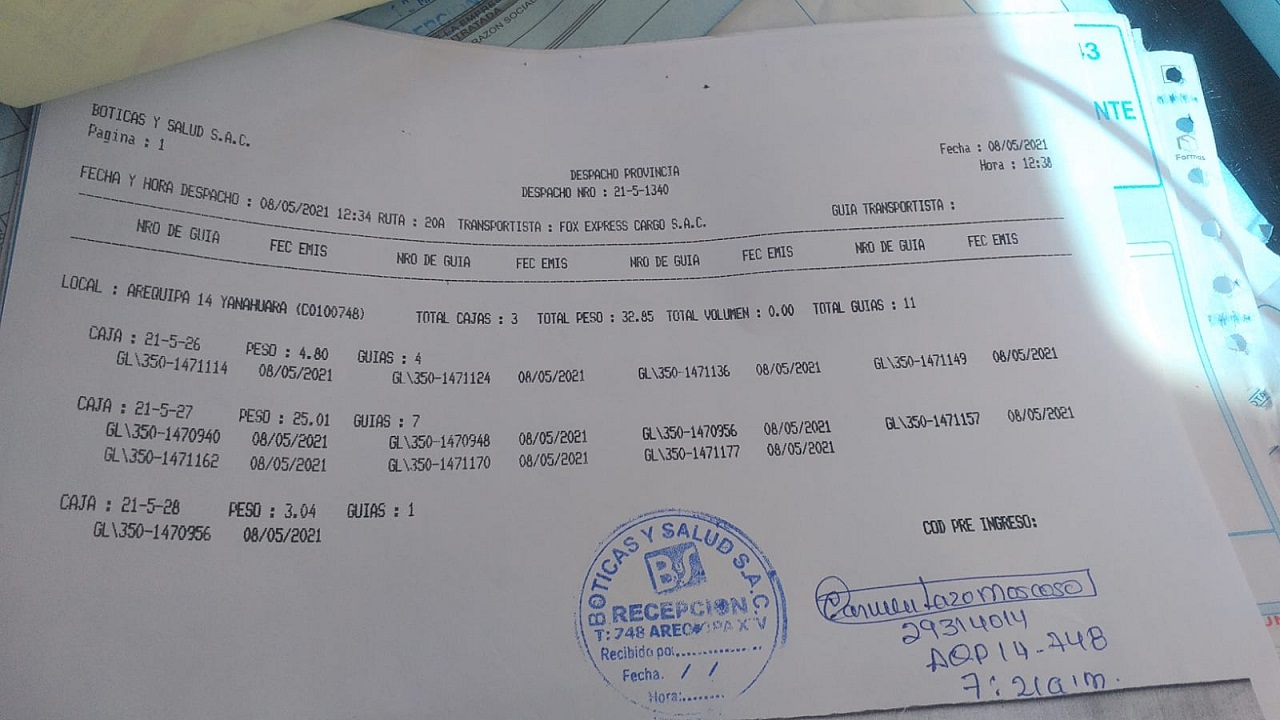 RAZON SOCIAL
43
NTE
Formas
BOTICAS Y SALUD S.A.C.
Pagina : 1
Fecha : 08/05/2021
Hora : 12:38
DESPACHO PROVINCIA
DESPACHO NRO : 21-5-1340
FECHA Y HORA DESPACHO : 08/05/2021 12:34 RUTA : 20A TRANSPORTISTA : FOX EXPRESS CARGO S.A.C. GUIA TRANSPORTISTA :
NRO DE GUIA FEC EMIS NRO DE GUIA FEC EMIS NRO DE GUIA FEC EMIS NRO DE GUIA FEC EMIS
LOCAL : AREQUIPA 14 YANAHUARA (C0100748) TOTAL CAJAS : 3 TOTAL PESO : 32.85 TOTAL VOLUMEN : 0.00 TOTAL GUIAS : 11
CAJA : 21-5-26 PESO : 4.80 GUIAS : 4
GL\350-1471114 08/05/2021 GL\350-1471124 08/05/2021 GL\350-1471136 08/05/2021 GL\350-1471149 08/05/2021
CAJA : 21-5-27 PESO : 25.01 GUIAS : 7
GL\350-1470940 08/05/2021 GL\350-1470948 08/05/2021 GL\350-1470956 08/05/2021 GL\350-1471157 08/05/2021
GL\350-1471162 08/05/2021 GL\350-1471170 08/05/2021 GL\350-1471177 08/05/2021
CAJA : 21-5-28 PESO : 3.04 GUIAS : 1
GL\350-1470956 08/05/2021
COD PRE INGRESO:
BOTICAS Y SALUD S.A.C.
BS
RECEPCION
T: 748 AREQUIPA XIV
Recibido por:..............
Fecha. / /
Hora:........
Carmen Lazo Moscoso
29314014
AQP 14-748
7:21am.